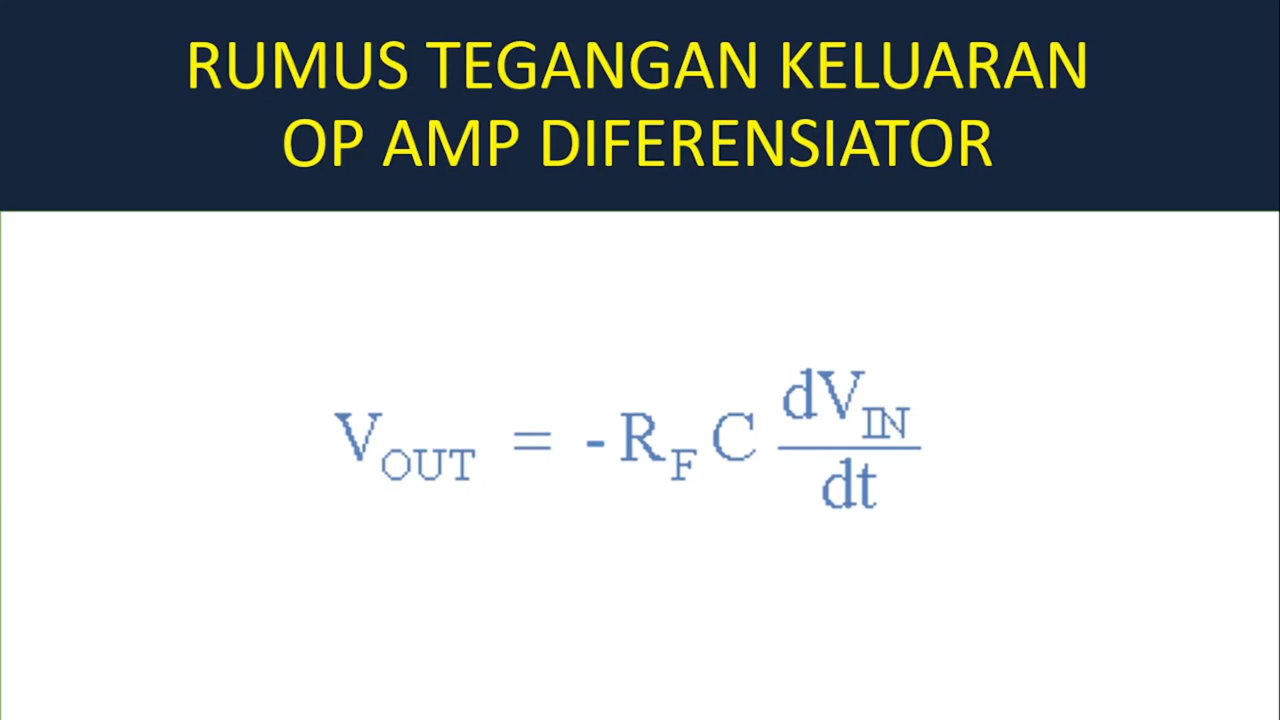 RUMUS TEGANGAN KELUARAN
OP AMP DIFERENSIATOR
V_OUT = - R_F C dV_IN / dt